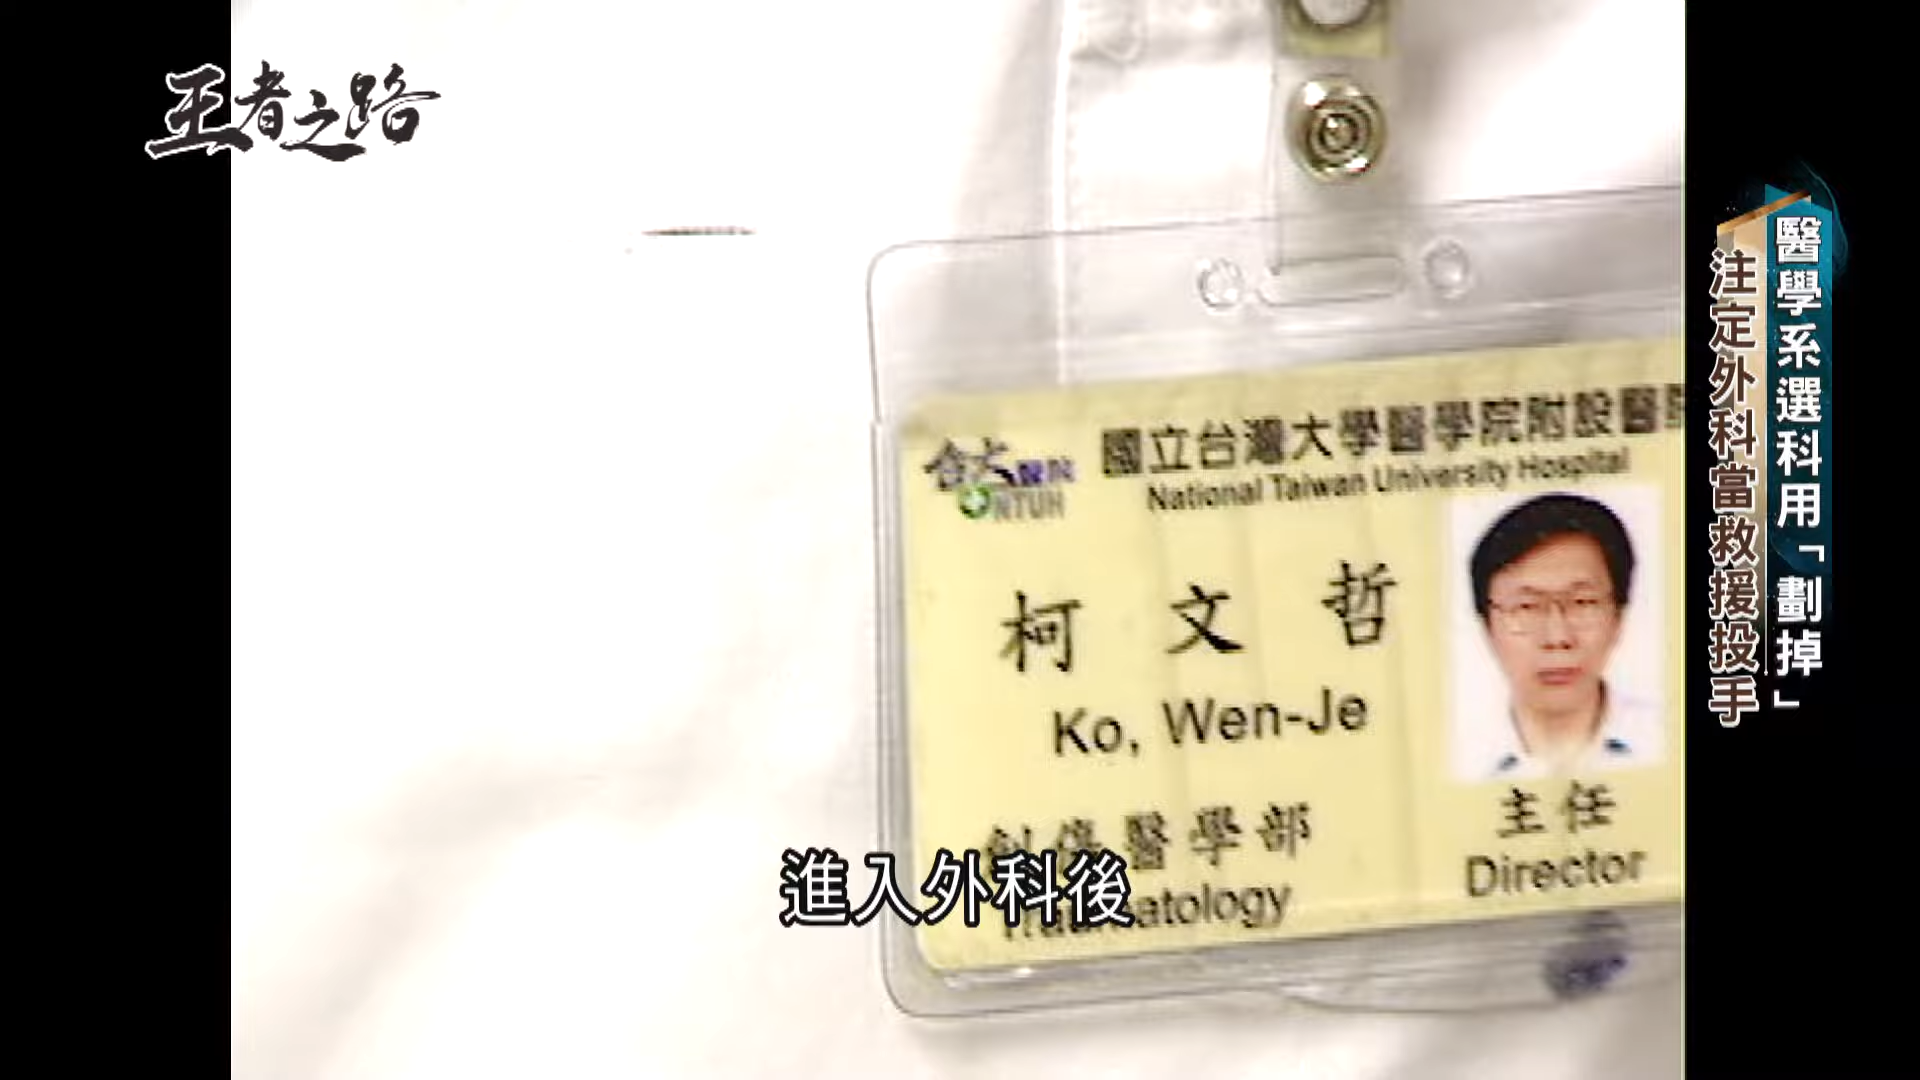 王者之路
醫學系選科用「劃掉」
注定外科當救援投手
台大醫院
NTUH
國立台灣大學醫學院附設醫院
National Taiwan University Hospital
柯文哲
Ko, Wen-Je
創傷醫學部
主任
Director
進入外科後